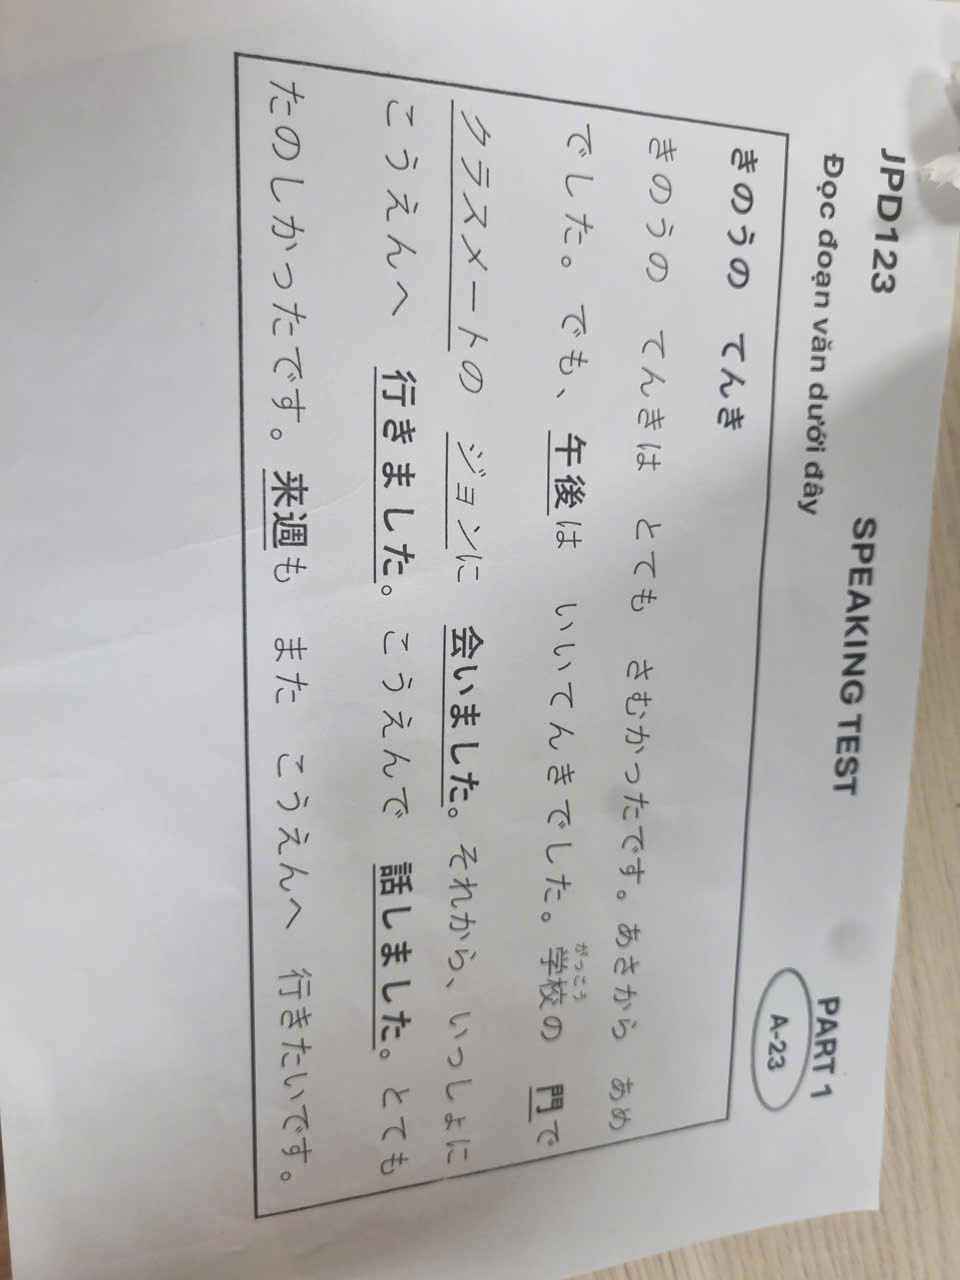 JPD123 SPEAKING TEST PART 1
Đọc đoạn văn dưới đây A-23
きのうの てんき
きのうの てんきは とても さむかったです。あさから あめ
でした。でも、午後は いいてんきでした。学校の 門で
がっこう
クラスメートの ジョンに 会いました。それから、いっしょに
こうえんへ 行きました。こうえんで 話しました。とても
たのしかったです。来週も また こうえんへ 行きたいです。